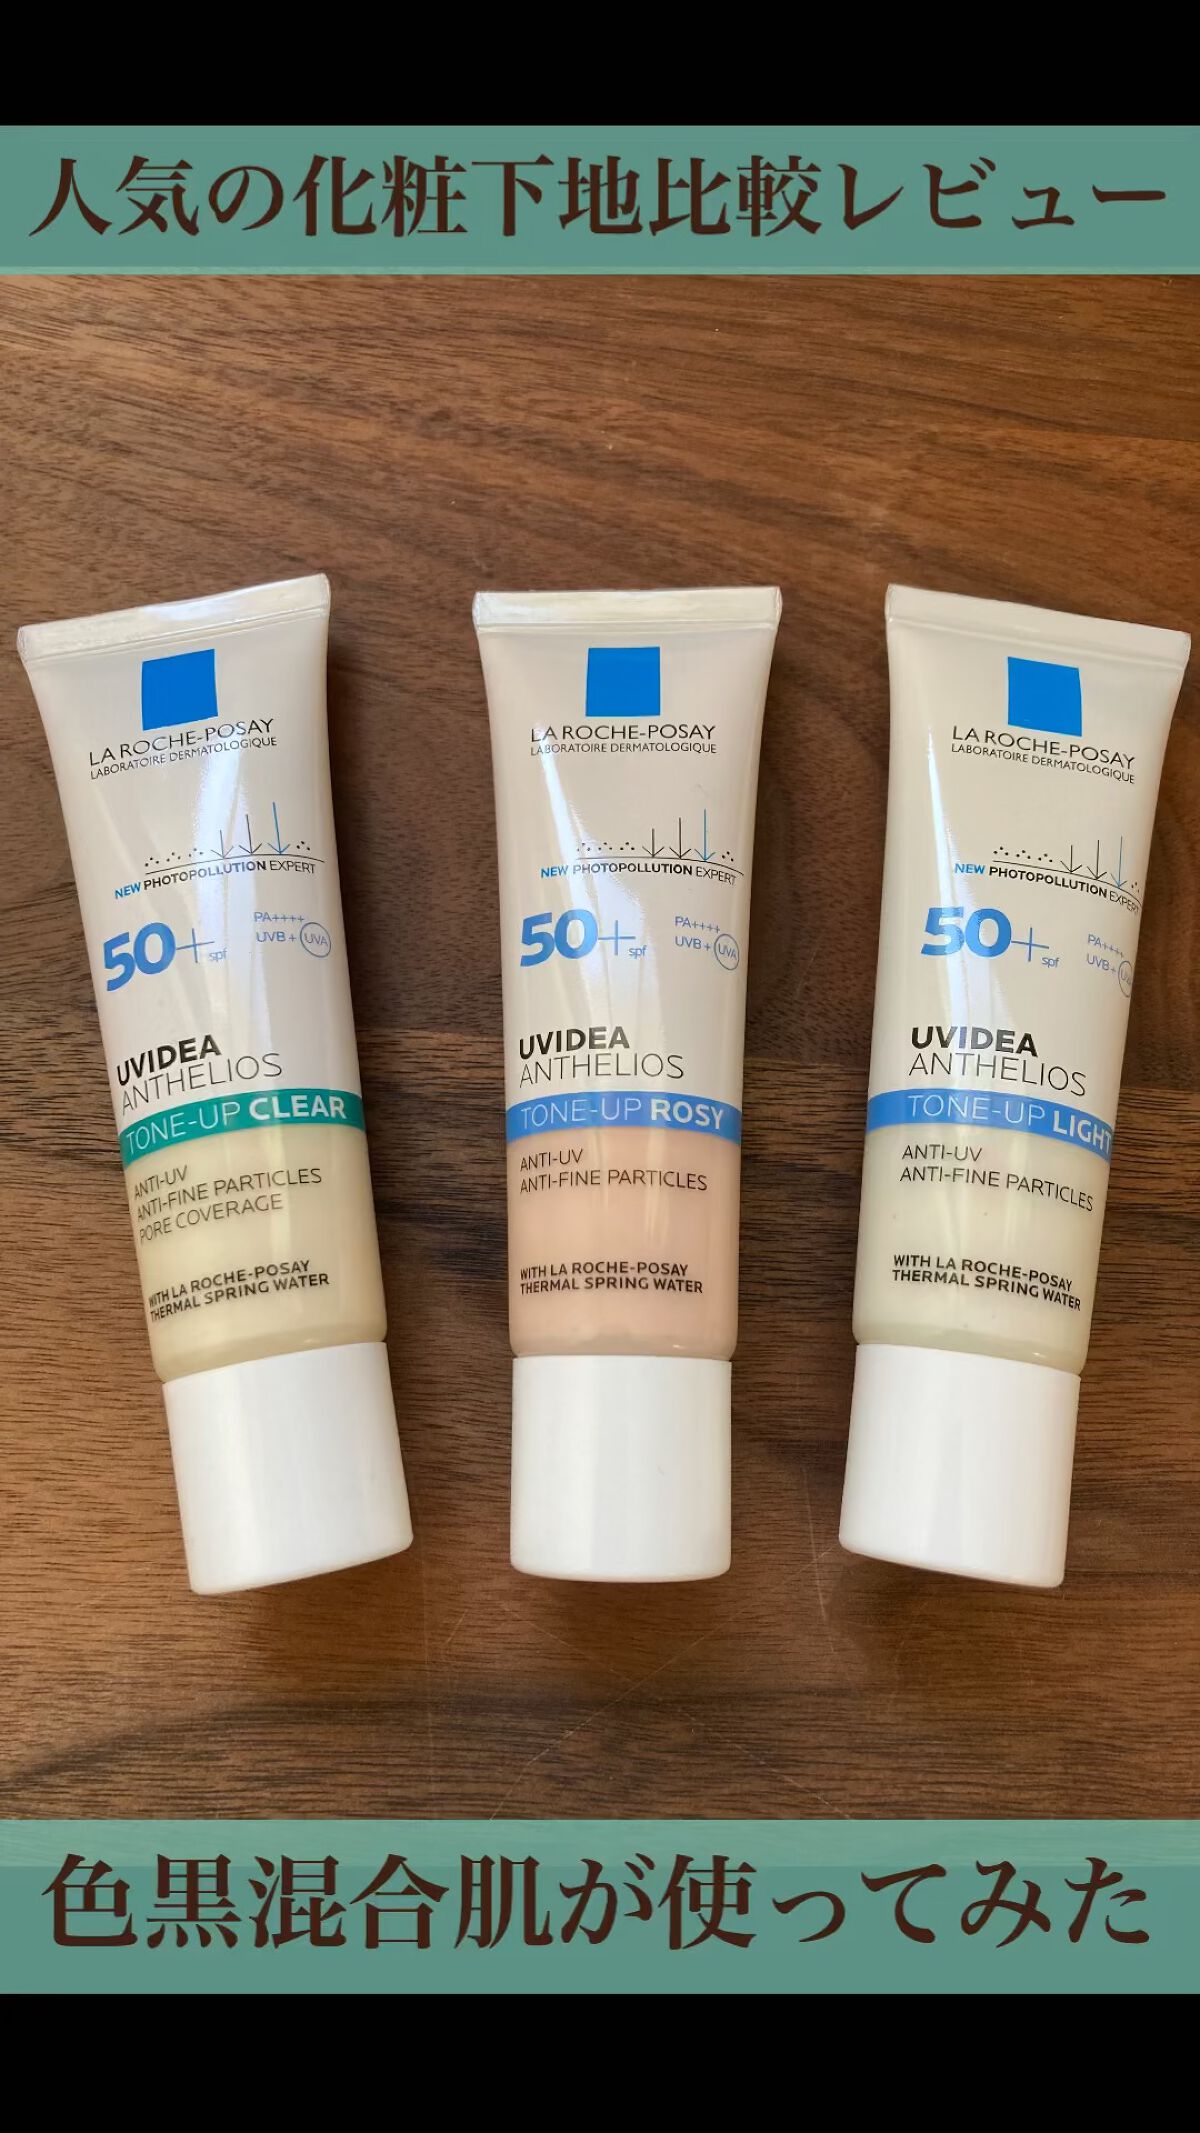 人気の化粧下地比較レビュー
LA ROCHE-POSAY
LABORATOIRE DERMATOLOGIQUE
NEW PHOTOPOLLUTION EXPERT
50+ spf
PA++++
UVB + UVA
UVIDEA
ANTHELIOS
TONE-UP CLEAR
ANTI-UV
ANTI-FINE PARTICLES
PORE COVERAGE
WITH LA ROCHE-POSAY
THERMAL SPRING WATER
LA ROCHE-POSAY
LABORATOIRE DERMATOLOGIQUE
NEW PHOTOPOLLUTION EXPERT
50+ spf
PA++++
UVB + UVA
UVIDEA
ANTHELIOS
TONE-UP ROSY
ANTI-UV
ANTI-FINE PARTICLES
WITH LA ROCHE-POSAY
THERMAL SPRING WATER
LA ROCHE-POSAY
LABORATOIRE DERMATOLOGIQUE
NEW PHOTOPOLLUTION EXPERT
50+ spf
PA++++
UVB + UVA
UVIDEA
ANTHELIOS
TONE-UP LIGHT
ANTI-UV
ANTI-FINE PARTICLES
WITH LA ROCHE-POSAY
THERMAL SPRING WATER
色黒混合肌が使ってみた